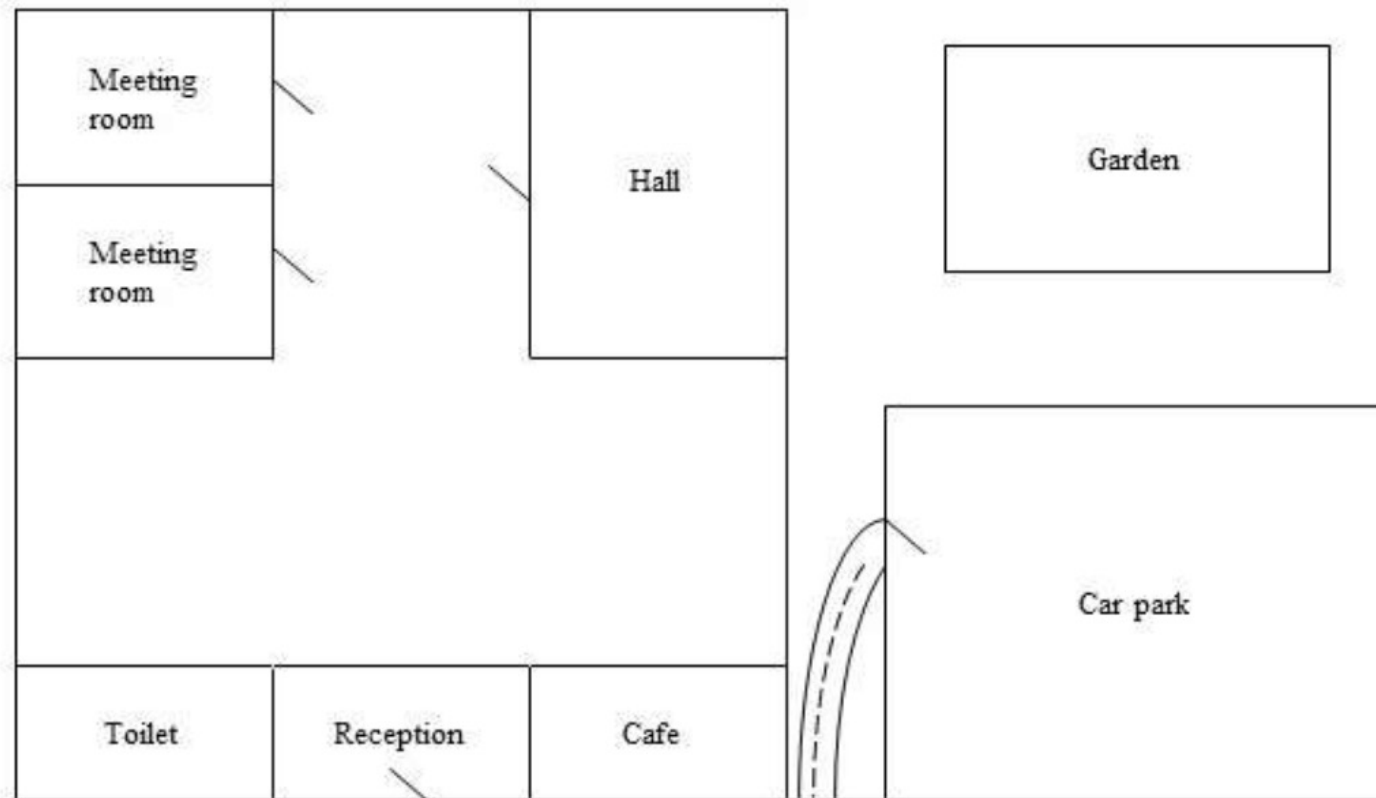 Meeting
room
Hall
Garden
Meeting
room
Car park
Toilet
Reception
Cafe